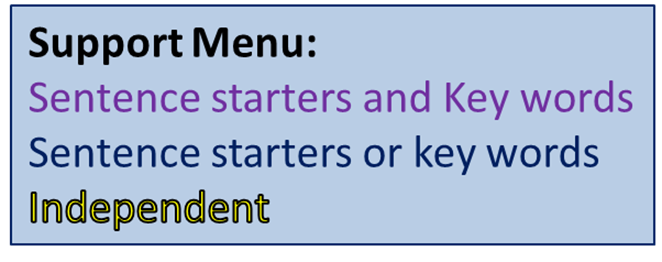 Support Menu:
Sentence starters and Key words
Sentence starters or key words
Independent